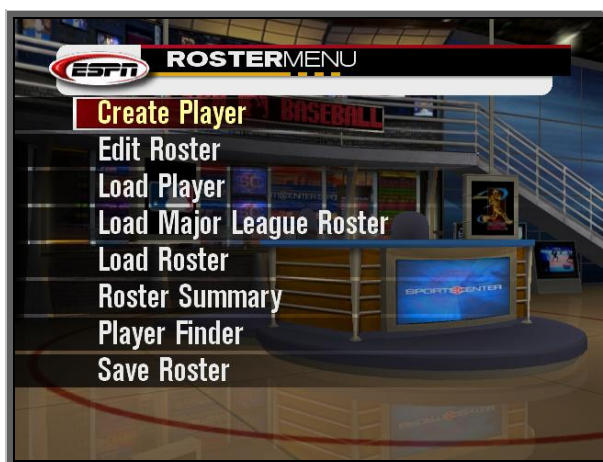 ESPN ROSTERMENU
BASEBALL
Create Player
Edit Roster
Load Player
Load Major League Roster
Load Roster
Roster Summary
Player Finder
Save Roster
SPORTSCENTER